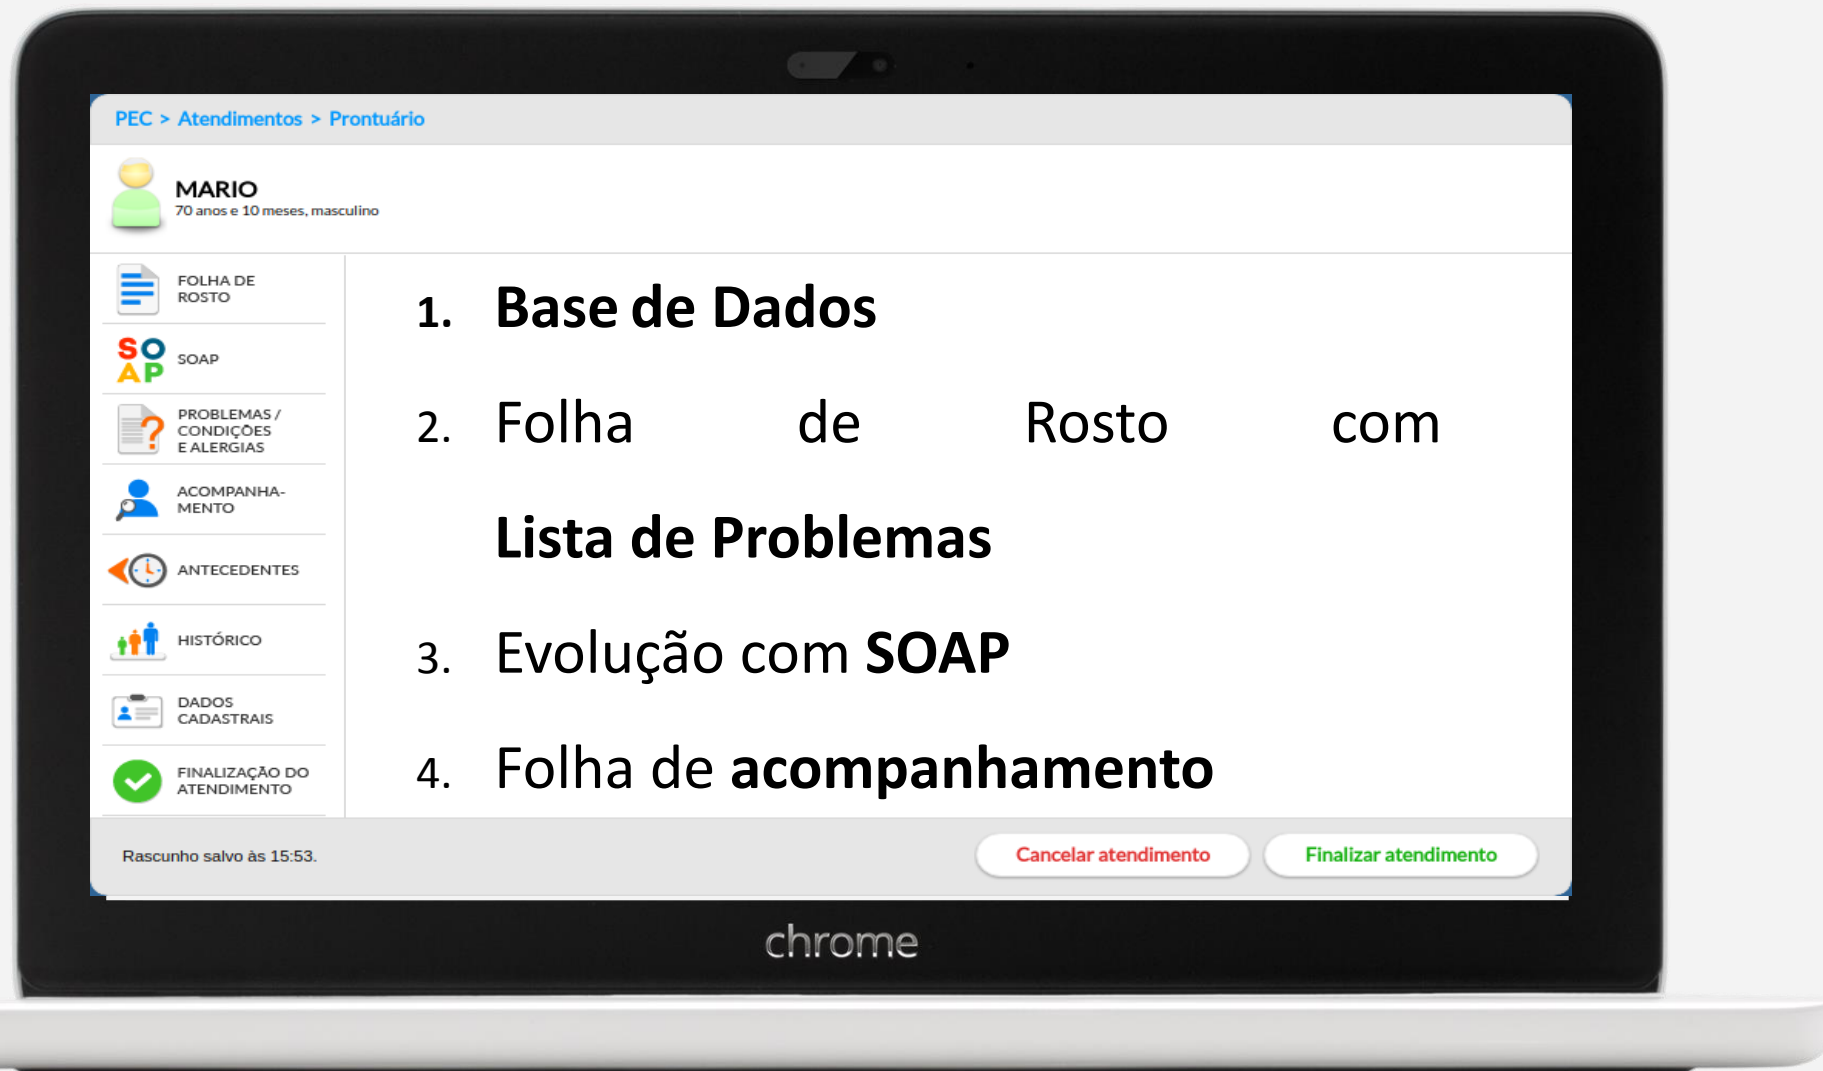 PEC > Atendimentos > Prontuário
MARIO
70 anos e 10 meses, masculino
FOLHA DE
ROSTO
SOAP
SOAP
PROBLEMAS /
CONDIÇÕES
E ALERGIAS
ACOMPANHA-
MENTO
ANTECEDENTES
HISTÓRICO
DADOS
CADASTRAIS
FINALIZAÇÃO DO
ATENDIMENTO
1. Base de Dados
2. Folha de Rosto com
Lista de Problemas
3. Evolução com SOAP
4. Folha de acompanhamento
Rascunho salvo às 15:53.
Cancelar atendimento
Finalizar atendimento
chrome